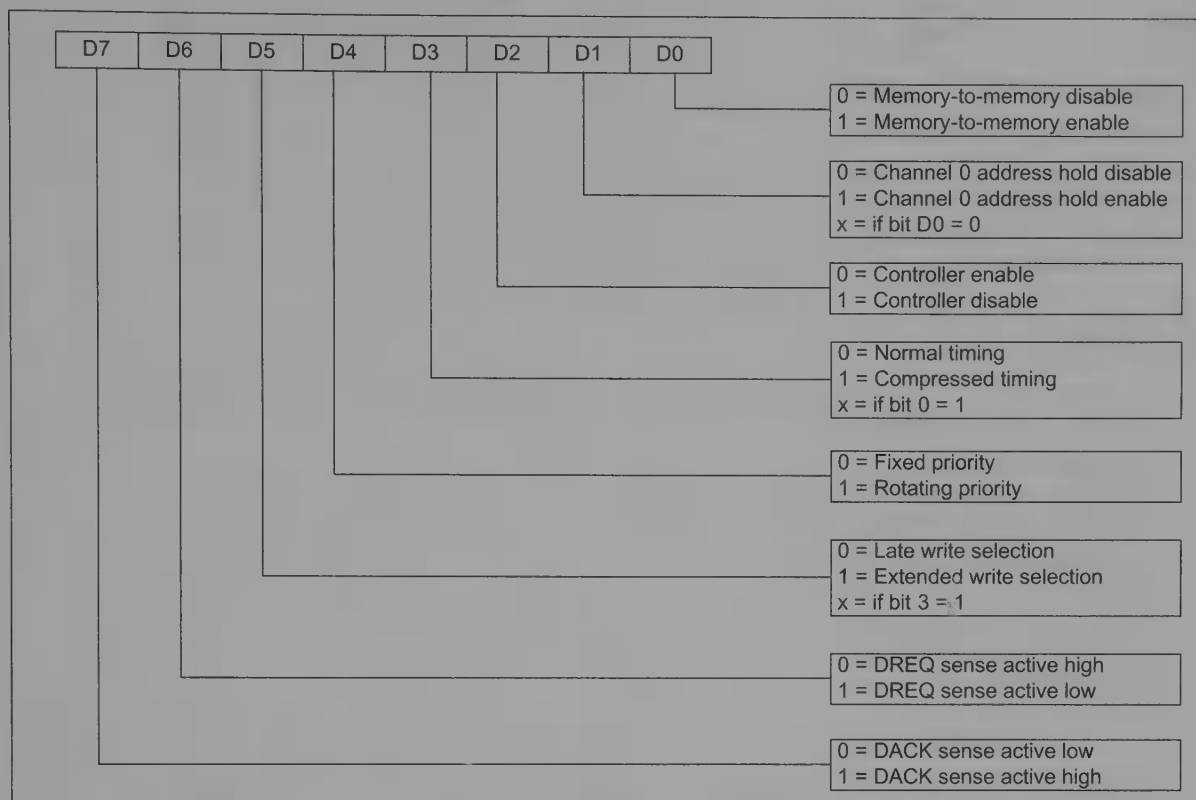 D7 D6 D5 D4 D3 D2 D1 D0
0 = Memory-to-memory disable
1 = Memory-to-memory enable
0 = Channel 0 address hold disable
1 = Channel 0 address hold enable
x = if bit D0 = 0
0 = Controller enable
1 = Controller disable
0 = Normal timing
1 = Compressed timing
x = if bit 0 = 1
0 = Fixed priority
1 = Rotating priority
0 = Late write selection
1 = Extended write selection
x = if bit 3 = 1
0 = DREQ sense active high
1 = DREQ sense active low
0 = DACK sense active low
1 = DACK sense active high